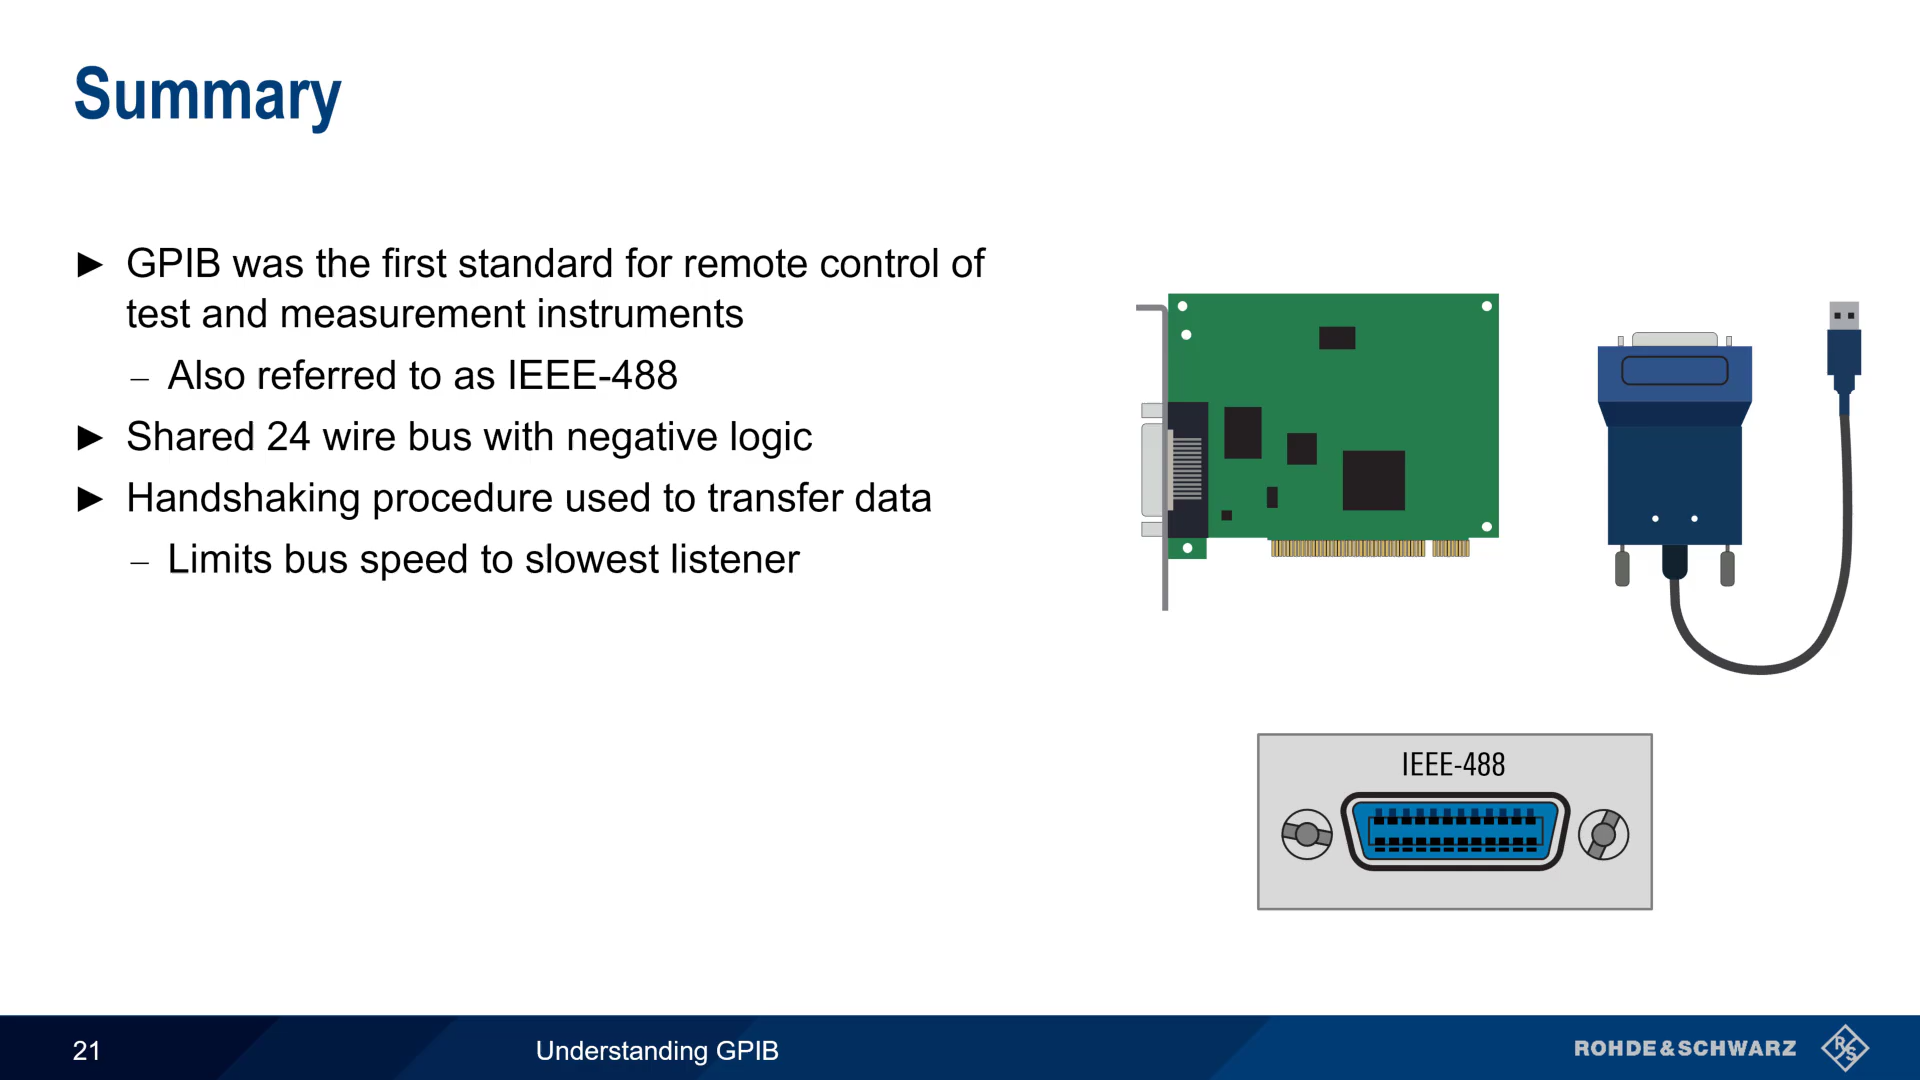 Summary
► GPIB was the first standard for remote control of
test and measurement instruments
– Also referred to as IEEE-488
► Shared 24 wire bus with negative logic
► Handshaking procedure used to transfer data
– Limits bus speed to slowest listener
IEEE-488
21
Understanding GPIB
ROHDE&SCHWARZ
R&S